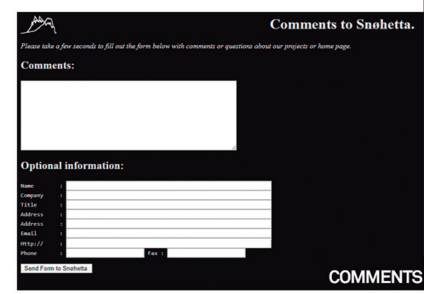 Comments to Snøhetta.
Please take a few seconds to fill out the form below with comments or questions about our projects or home page.
Comments:
Optional information:
Name :
Company :
Title :
Address :
Address :
Email :
Http:// :
Phone : Fax :
Send Form to Snøhetta
COMMENTS